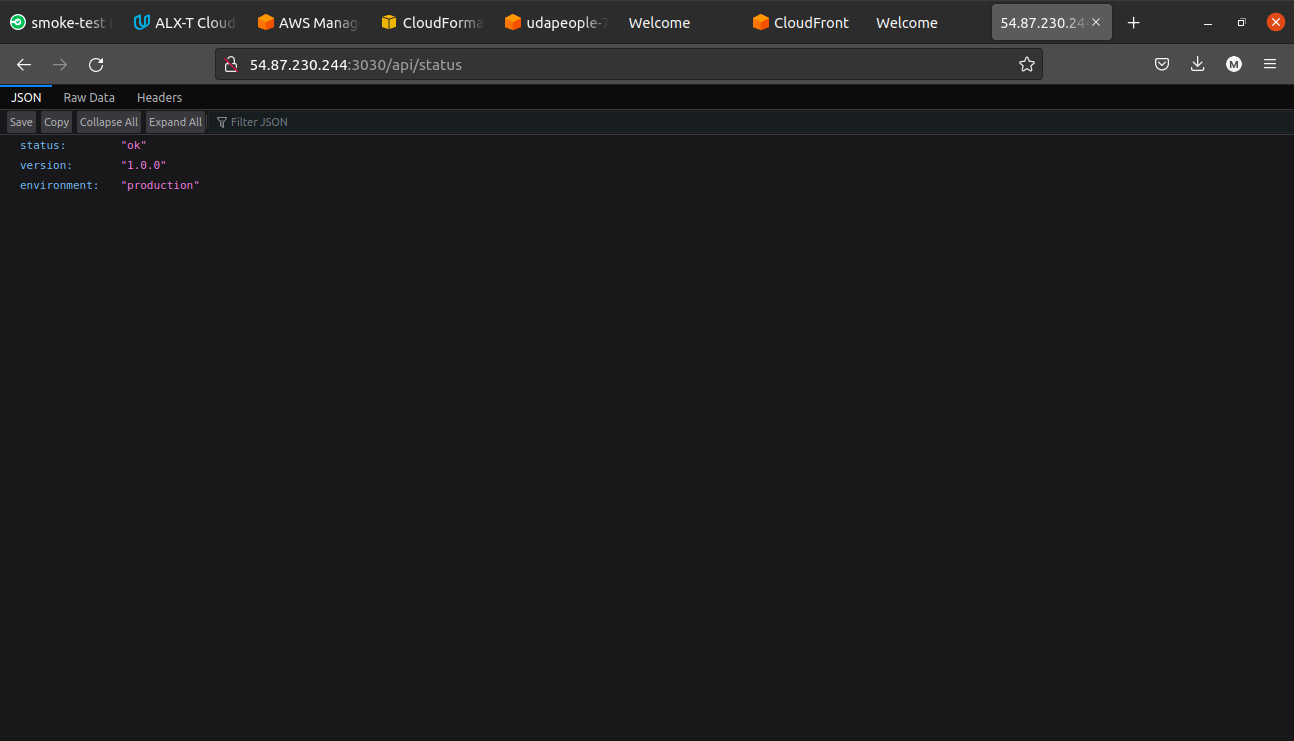 smoke-test ALX-T Cloud AWS Manag CloudForma udapeople- Welcome CloudFront Welcome 54.87.230.24
54.87.230.244:3030/api/status M
JSON Raw Data Headers
Save Copy Collapse All Expand All Filter JSON
status: "ok"
version: "1.0.0"
environment: "production"